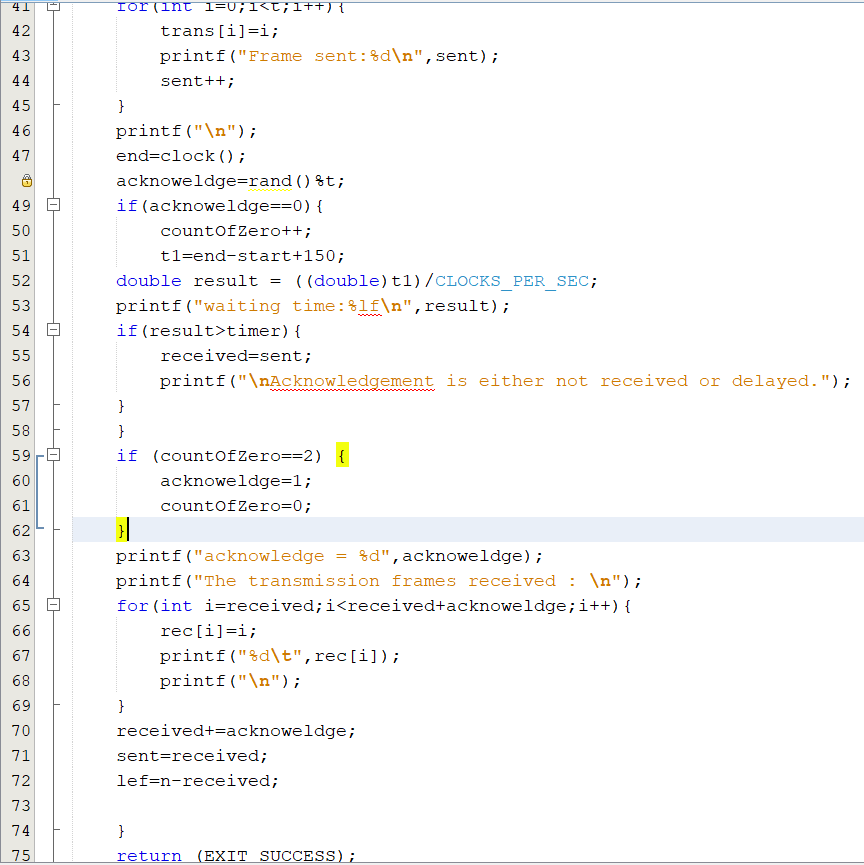 41 for(int i=0;i<t;i++){
42 trans[i]=i;
43 printf("Frame sent:%d\n",sent);
44 sent++;
45 }
46 printf("\n");
47 end=clock();
acknoweldge=rand()%t;
49 if(acknoweldge==0){
50 countOfZero++;
51 t1=end-start+150;
52 double result = ((double)t1)/CLOCKS_PER_SEC;
53 printf("waiting time:%lf\n",result);
54 if(result>timer){
55 received=sent;
56 printf("\nAcknowledgement is either not received or delayed.");
57 }
58 }
59 if (countOfZero==2) {
60 acknoweldge=1;
61 countOfZero=0;
62 }
63 printf("acknowledge = %d",acknoweldge);
64 printf("The transmission frames received : \n");
65 for(int i=received;i<received+acknoweldge;i++){
66 rec[i]=i;
67 printf("%d\t",rec[i]);
68 printf("\n");
69 }
70 received+=acknoweldge;
71 sent=received;
72 lef=n-received;
73
74 }
75 return (EXIT_SUCCESS);